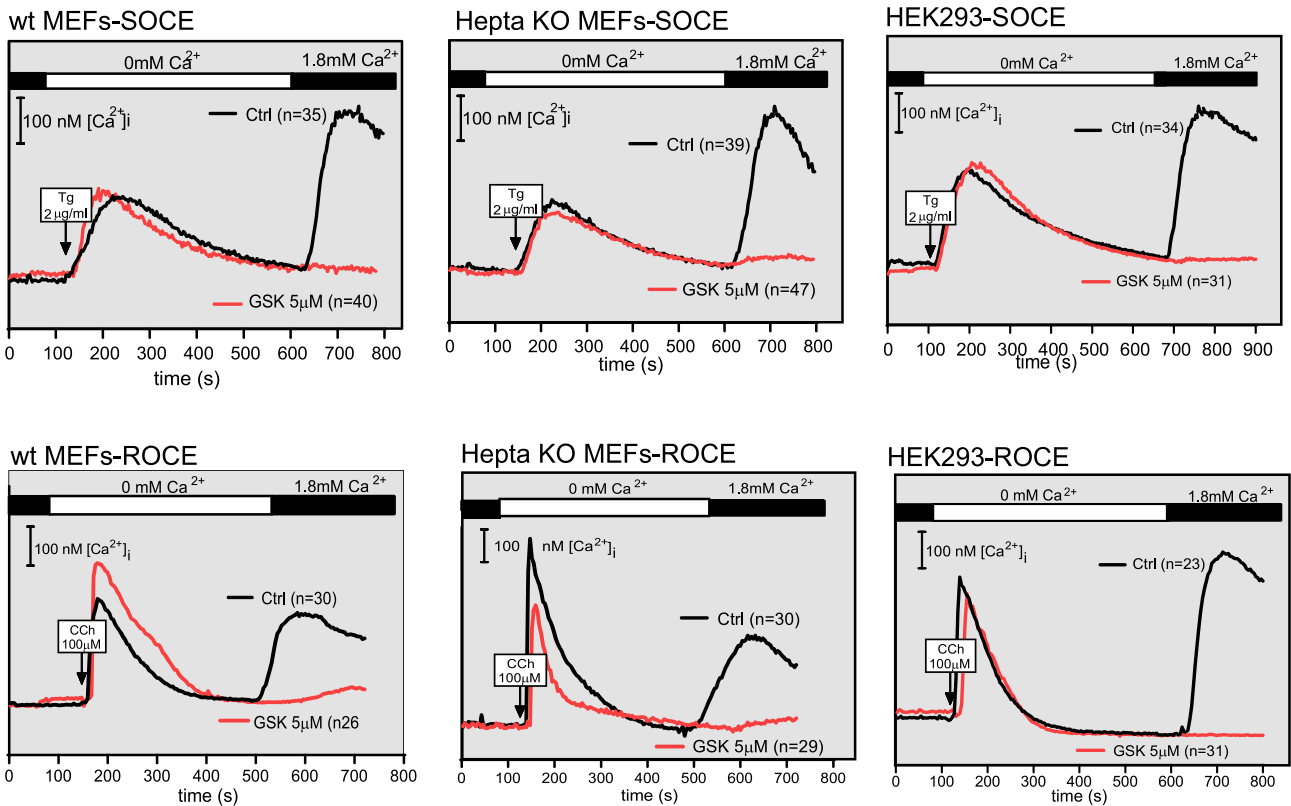 wt MEFs-SOCE
0mM Ca2+
1.8mM Ca2+
100 nM [Ca2+]i
Ctrl (n=35)
Tg
2 µg/ml
GSK 5µM (n=40)
0 100 200 300 400 500 600 700 800
time (s)
Hepta KO MEFs-SOCE
0mM Ca2+
1.8mM Ca2+
100 nM [Ca2+]i
Ctrl (n=39)
Tg
2 µg/ml
GSK 5µM (n=47)
0 100 200 300 400 500 600 700 800
time (s)
HEK293-SOCE
0mM Ca2+
1.8mM Ca2+
100 nM [Ca2+]i
Ctrl (n=34)
Tg
2 µg/ml
GSK 5µM (n=31)
0 100 200 300 400 500 600 700 800 900
time (s)
wt MEFs-ROCE
0 mM Ca2+
1.8mM Ca2+
100 nM [Ca2+]i
Ctrl (n=30)
CCh
100µM
GSK 5µM (n26
0 100 200 300 400 500 600 700 800
time (s)
Hepta KO MEFs-ROCE
0 mM Ca2+
1.8mM Ca2+
100 nM [Ca2+]i
Ctrl (n=30)
CCh
100µM
GSK 5µM (n=29)
0 100 200 300 400 500 600 700 800
time (s)
HEK293-ROCE
0 mM Ca2+
1.8mM Ca2+
100 nM [Ca2+]i
Ctrl (n=23)
CCh
100µM
GSK 5µM (n=31)
0 100 200 300 400 500 600 700 800
time (s)